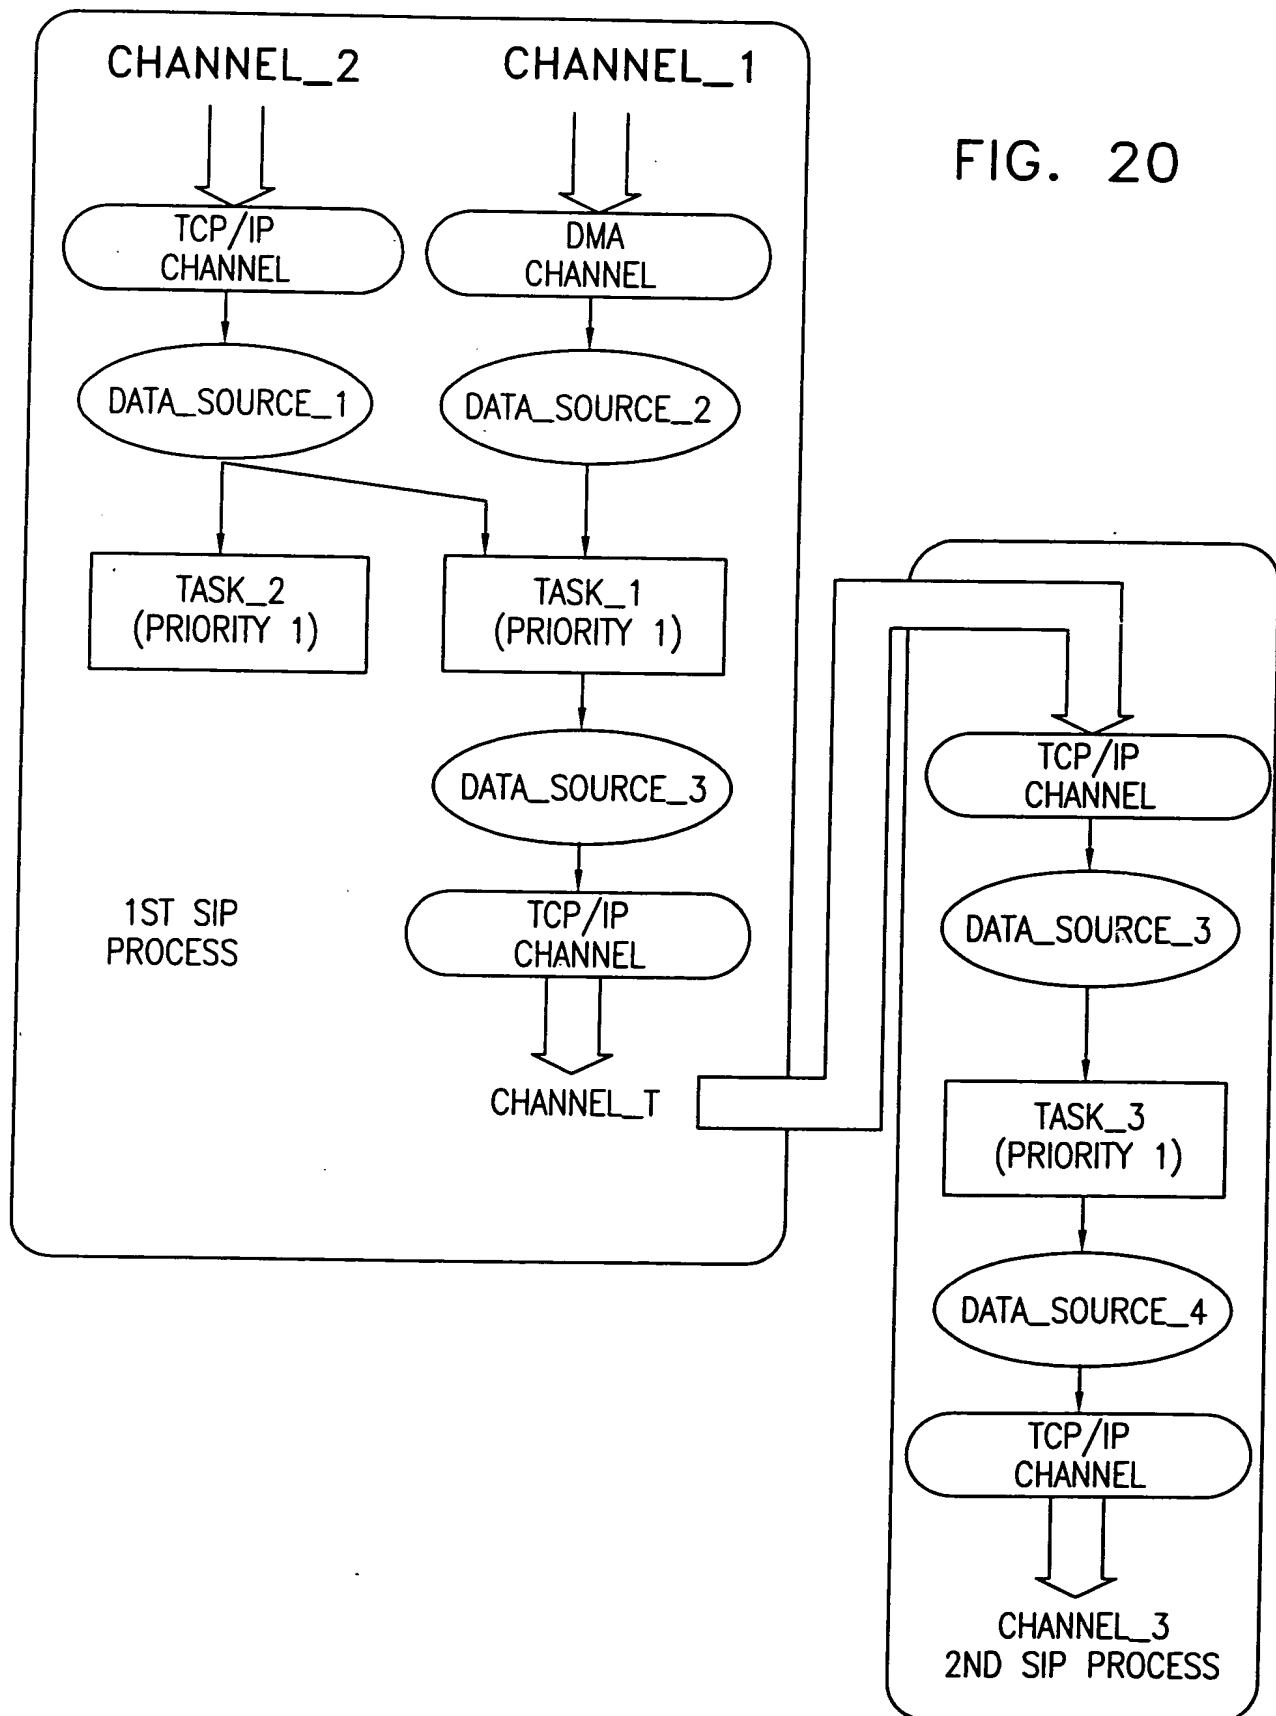 CHANNEL_2
CHANNEL_1
FIG. 20
TCP/IP
CHANNEL
DMA
CHANNEL
DATA_SOURCE_1
DATA_SOURCE_2
TASK_2
(PRIORITY 1)
TASK_1
(PRIORITY 1)
DATA_SOURCE_3
1ST SIP
PROCESS
TCP/IP
CHANNEL
CHANNEL_T
TCP/IP
CHANNEL
DATA_SOURCE_3
TASK_3
(PRIORITY 1)
DATA_SOURCE_4
TCP/IP
CHANNEL
CHANNEL_3
2ND SIP PROCESS